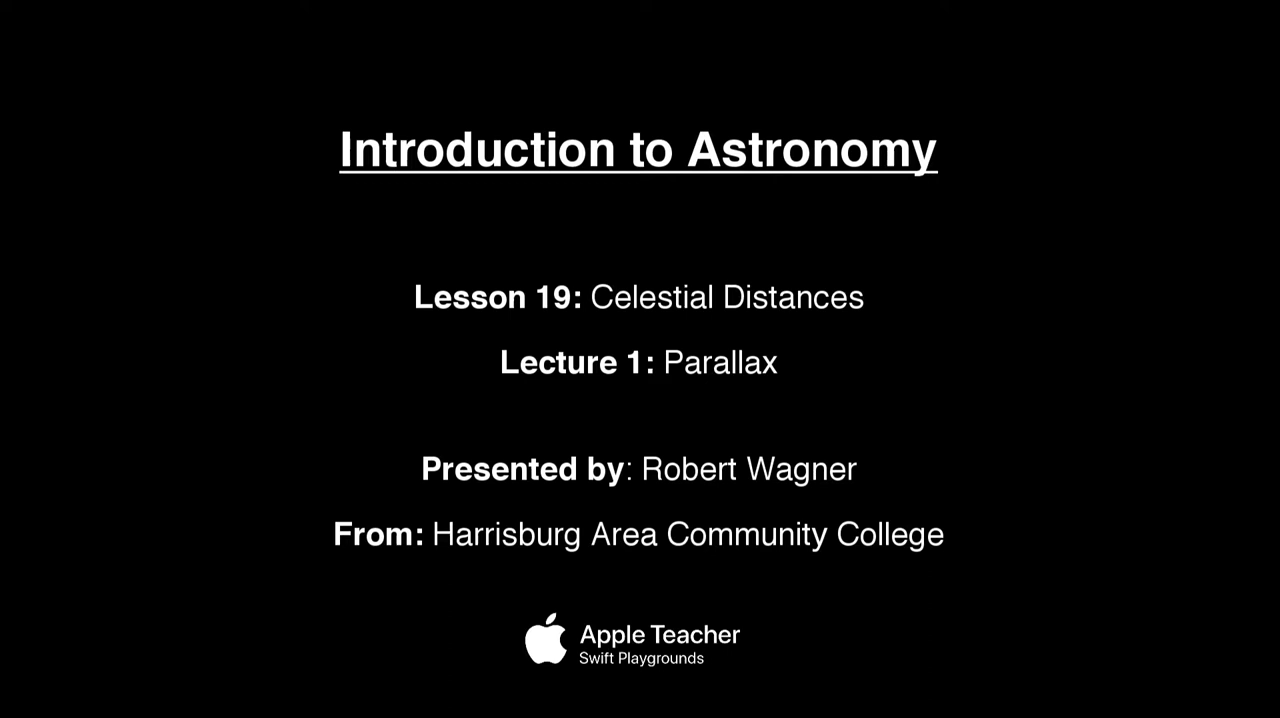 Introduction to Astronomy
Lesson 19: Celestial Distances
Lecture 1: Parallax
Presented by: Robert Wagner
From: Harrisburg Area Community College
Apple Teacher
Swift Playgrounds